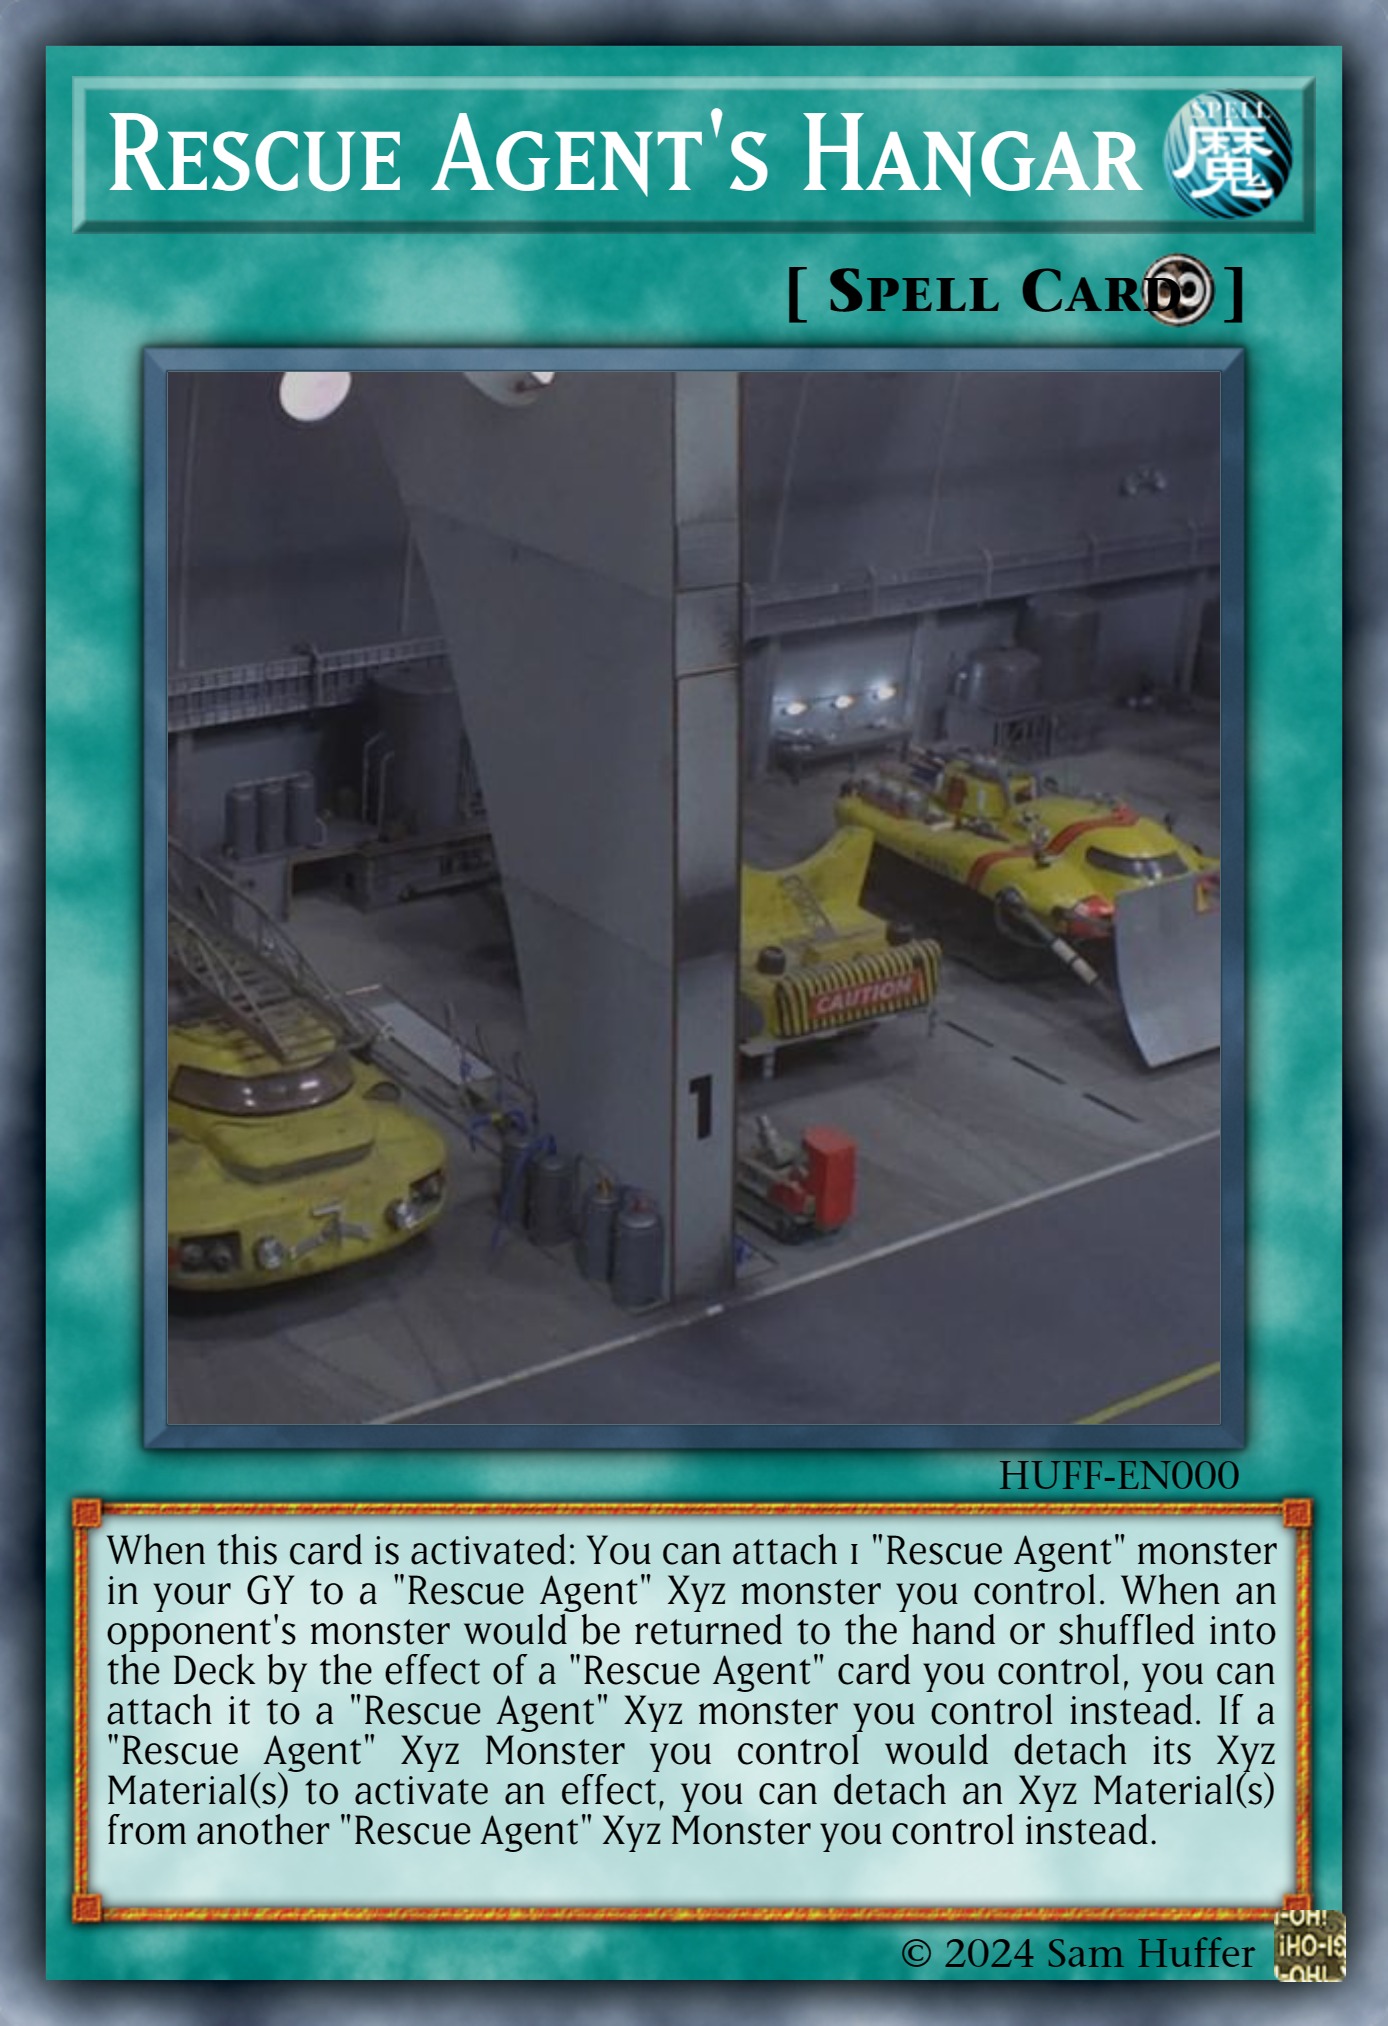 RESCUE AGENT'S HANGAR
SPELL
魔
[ SPELL CARD ]
CAUTION
1
HUFF-EN000
When this card is activated: You can attach 1 "Rescue Agent" monster
in your GY to a "Rescue Agent" Xyz monster you control. When an
opponent's monster would be returned to the hand or shuffled into
the Deck by the effect of a "Rescue Agent" card you control, you can
attach it to a "Rescue Agent" Xyz monster you control instead. If a
"Rescue Agent" Xyz Monster you control would detach its Xyz
Material(s) to activate an effect, you can detach an Xyz Material(s)
from another "Rescue Agent" Xyz Monster you control instead.
© 2024 Sam Huffer